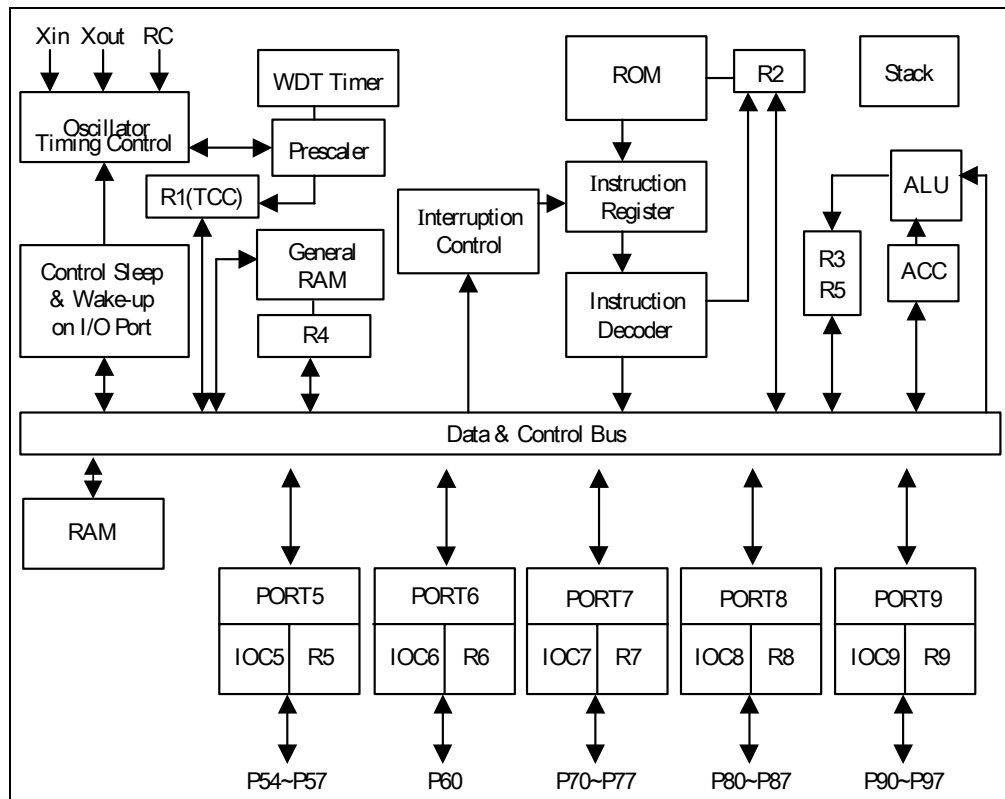 Xin Xout RC
WDT Timer
ROM
R2
Stack
Oscillator
Timing Control
Prescaler
R1(TCC)
Interruption
Control
Instruction
Register
ALU
Control Sleep
& Wake-up
on I/O Port
General
RAM
R3
R5
ACC
R4
Instruction
Decoder
Data & Control Bus
RAM
PORT5
PORT6
PORT7
PORT8
PORT9
IOC5 R5
IOC6 R6
IOC7 R7
IOC8 R8
IOC9 R9
P54~P57
P60
P70~P77
P80~P87
P90~P97